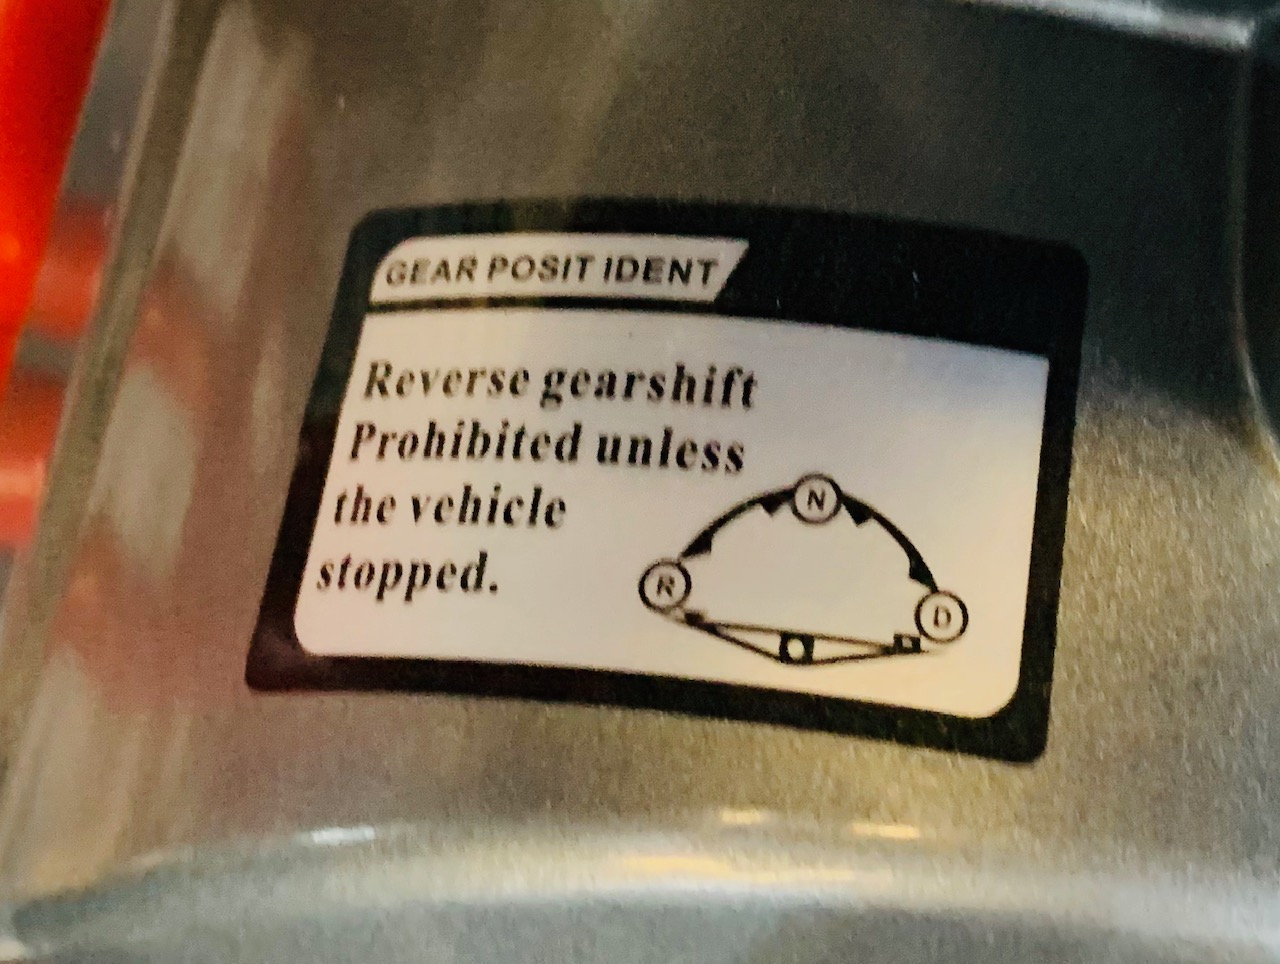 GEAR POSIT IDENT
Reverse gearshift
Prohibited unless
the vehicle
stopped.
N
R
D